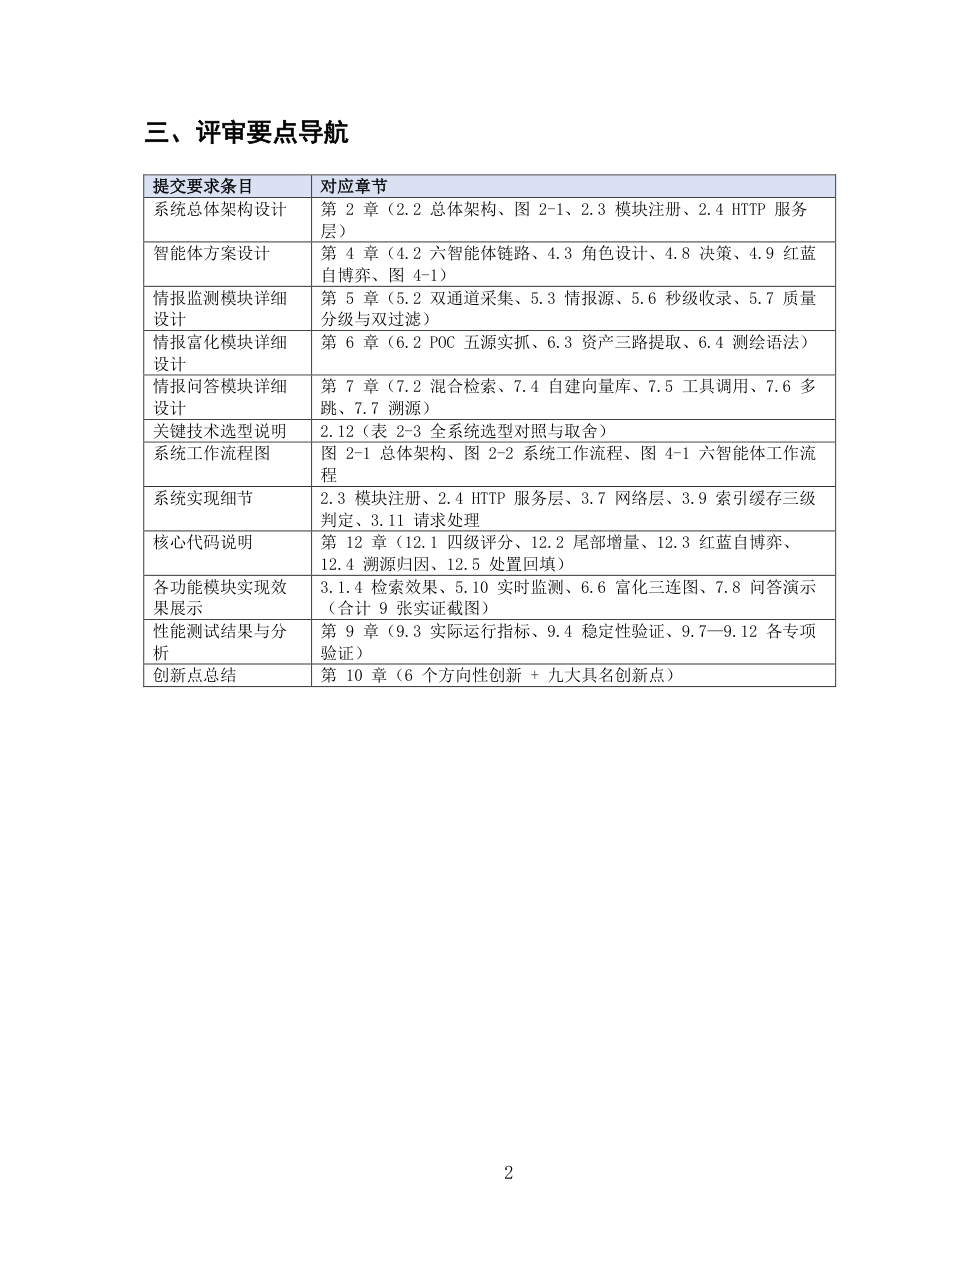 三、评审要点导航
提交要求条目 对应章节
系统总体架构设计 第 2 章（2.2 总体架构、图 2-1、2.3 模块注册、2.4 HTTP 服务
层）
智能体方案设计 第 4 章（4.2 六智能体链路、4.3 角色设计、4.8 决策、4.9 红蓝
自博弈、图 4-1）
情报监测模块详细 第 5 章（5.2 双通道采集、5.3 情报源、5.6 秒级收录、5.7 质量
设计 分级与双过滤）
情报富化模块详细 第 6 章（6.2 POC 五源实抓、6.3 资产三路提取、6.4 测绘语法）
设计
情报问答模块详细 第 7 章（7.2 混合检索、7.4 自建向量库、7.5 工具调用、7.6 多
设计 跳、7.7 溯源）
关键技术选型说明 2.12（表 2-3 全系统选型对照与取舍）
系统工作流程图 图 2-1 总体架构、图 2-2 系统工作流程、图 4-1 六智能体工作流
程
系统实现细节 2.3 模块注册、2.4 HTTP 服务层、3.7 网络层、3.9 索引缓存三级
判定、3.11 请求处理
核心代码说明 第 12 章（12.1 四级评分、12.2 尾部增量、12.3 红蓝自博弈、
12.4 溯源归因、12.5 处置回填）
各功能模块实现效 3.1.4 检索效果、5.10 实时监测、6.6 富化三连图、7.8 问答演示
果展示 （合计 9 张实证截图）
性能测试结果与分 第 9 章（9.3 实际运行指标、9.4 稳定性验证、9.7—9.12 各专项
析 验证）
创新点总结 第 10 章（6 个方向性创新 + 九大具名创新点）
2